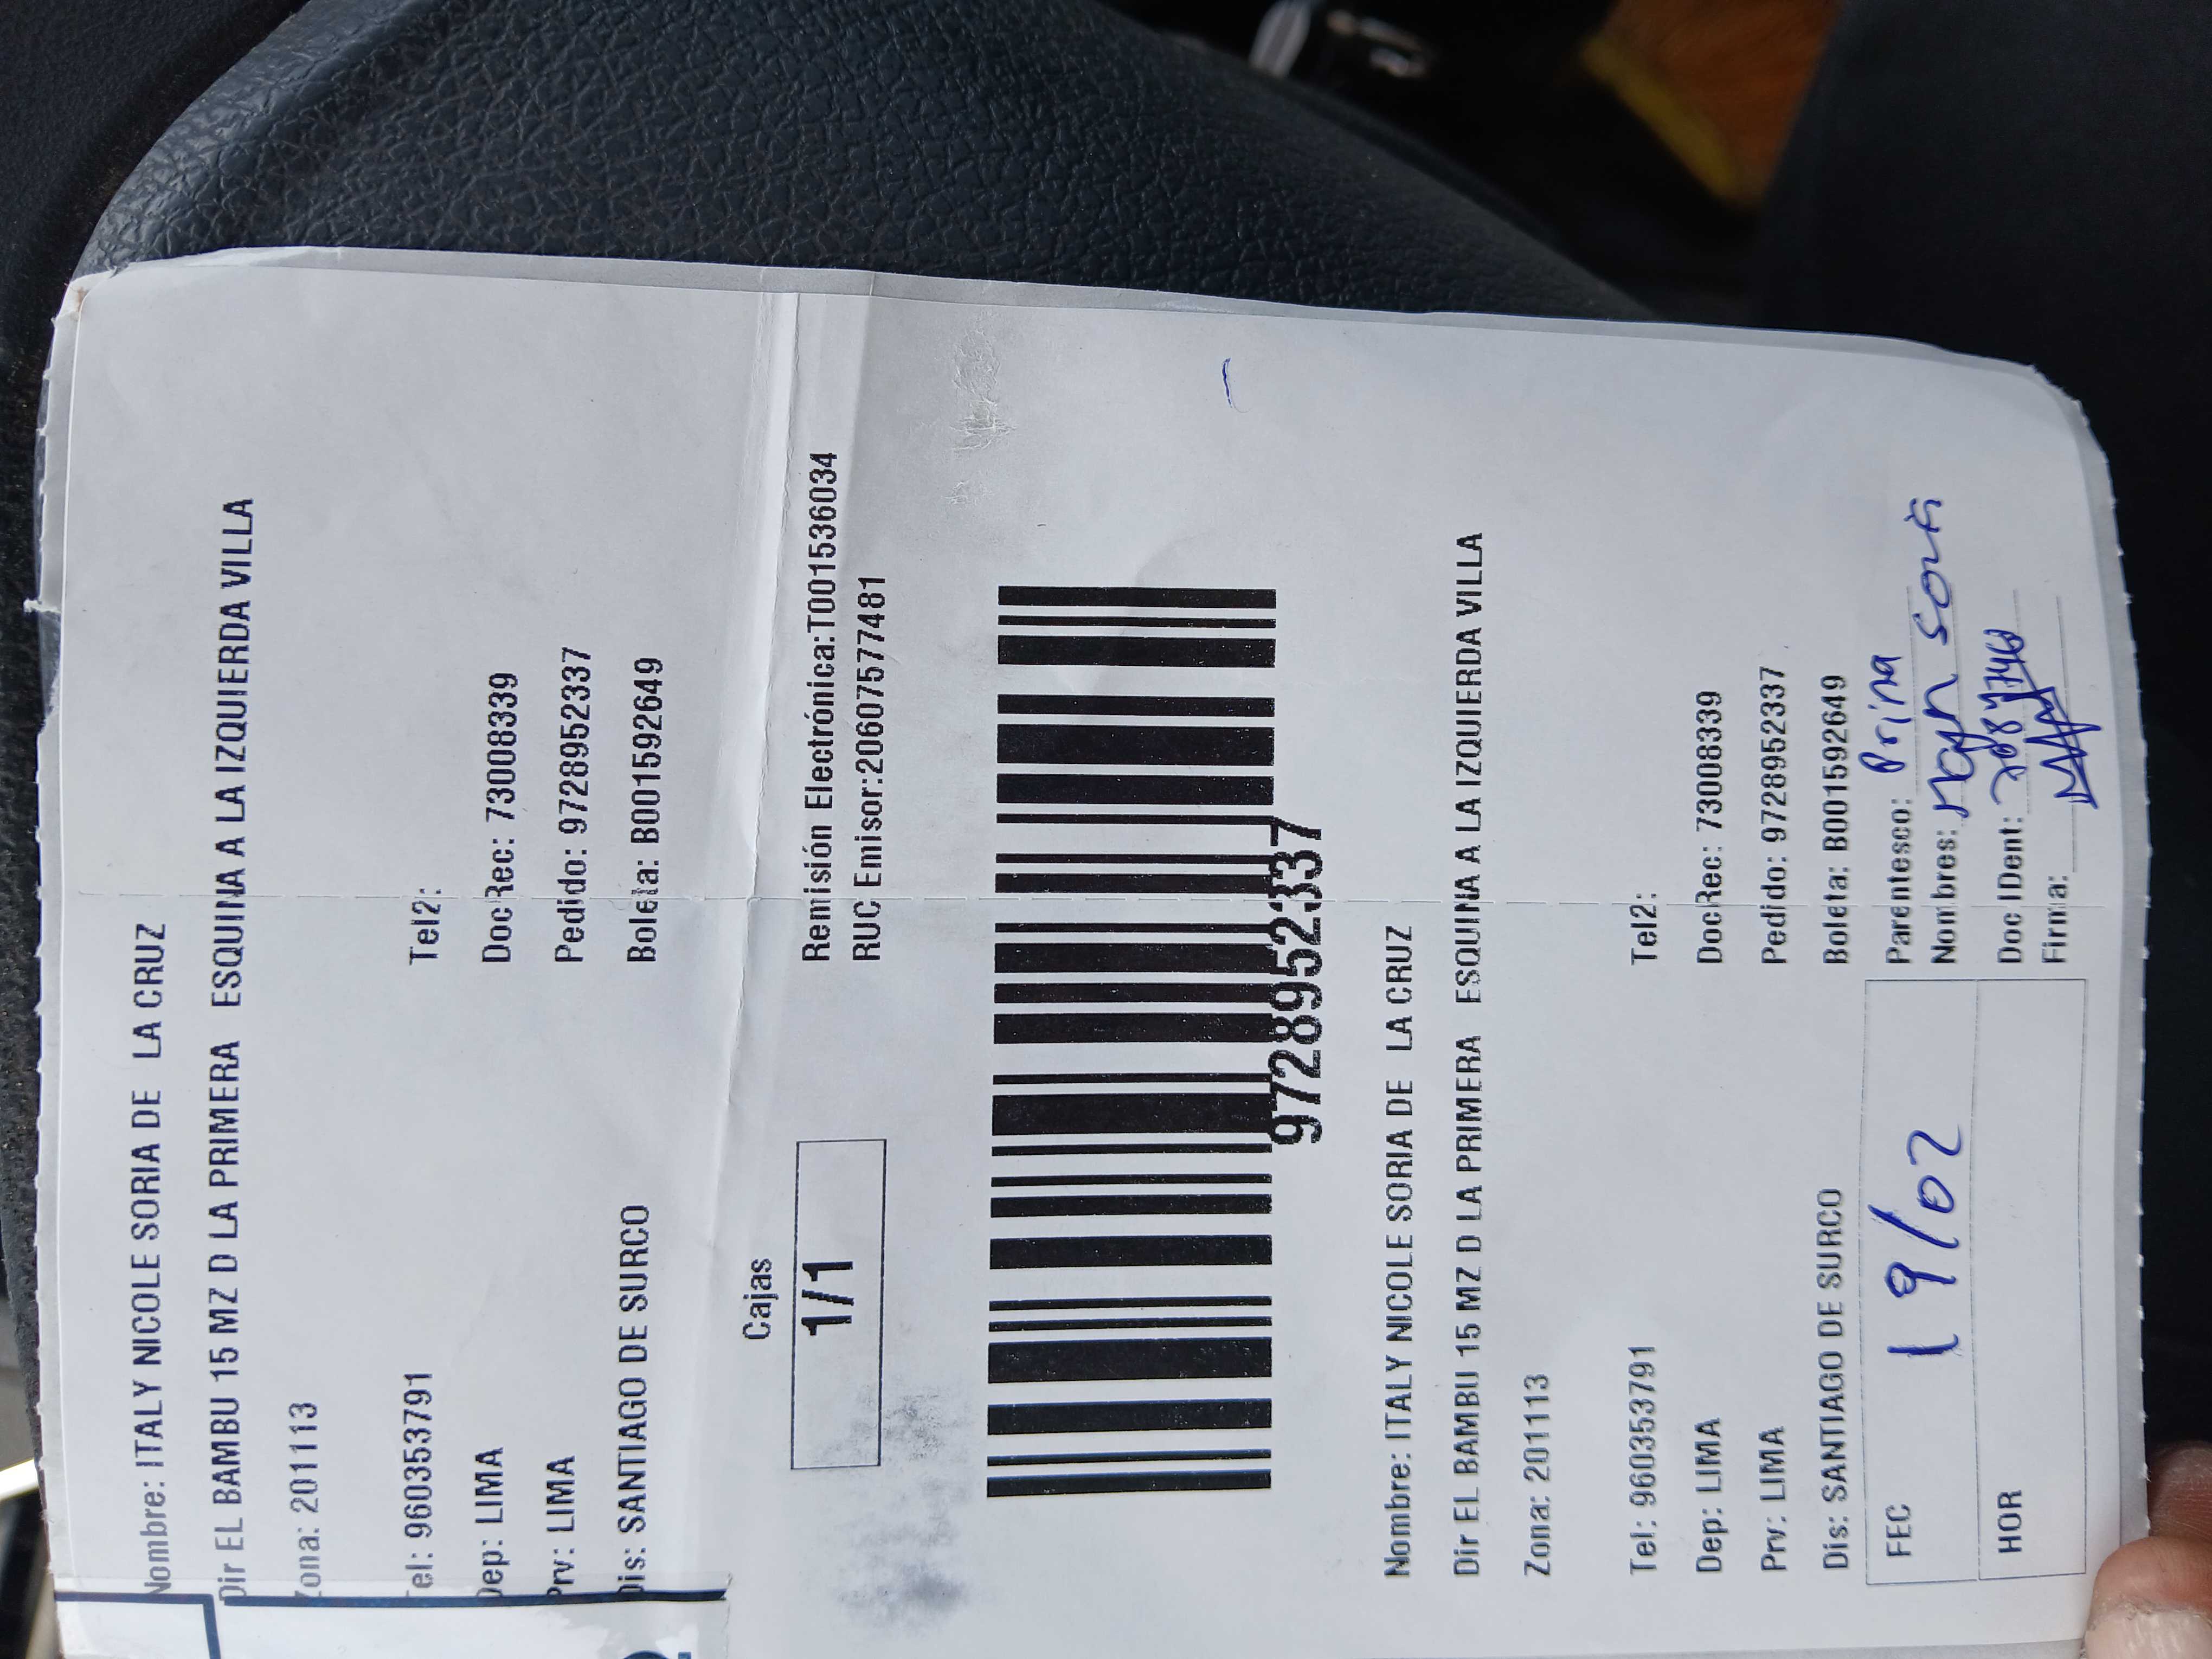 Nombre: ITALY NICOLE SORIA DE LA CRUZ
Dir EL BAMBU 15 MZ D LA PRIMERA ESQUINA A LA IZQUIERDA VILLA
Zona: 201113
Tel: 960353791 Tel2:
Dep: LIMA DocRec: 73008339
Prv: LIMA Pedido: 9728952337
Dis: SANTIAGO DE SURCO Boleta: B001592649
Cajas
1/1
Remisión Electrónica:T001536034
RUC Emisor:20607577481
9728952337
Nombre: ITALY NICOLE SORIA DE LA CRUZ
Dir EL BAMBU 15 MZ D LA PRIMERA ESQUINA A LA IZQUIERDA VILLA
Zona: 201113
Tel: 960353791 Tel2:
Dep: LIMA DocRec: 73008339
Prv: LIMA Pedido: 9728952337
Dis: SANTIAGO DE SURCO Boleta: B001592649
FEC 19/02
HOR
Parentesco: Prima
Nombres: Soria
Doc IDent:
Firma: